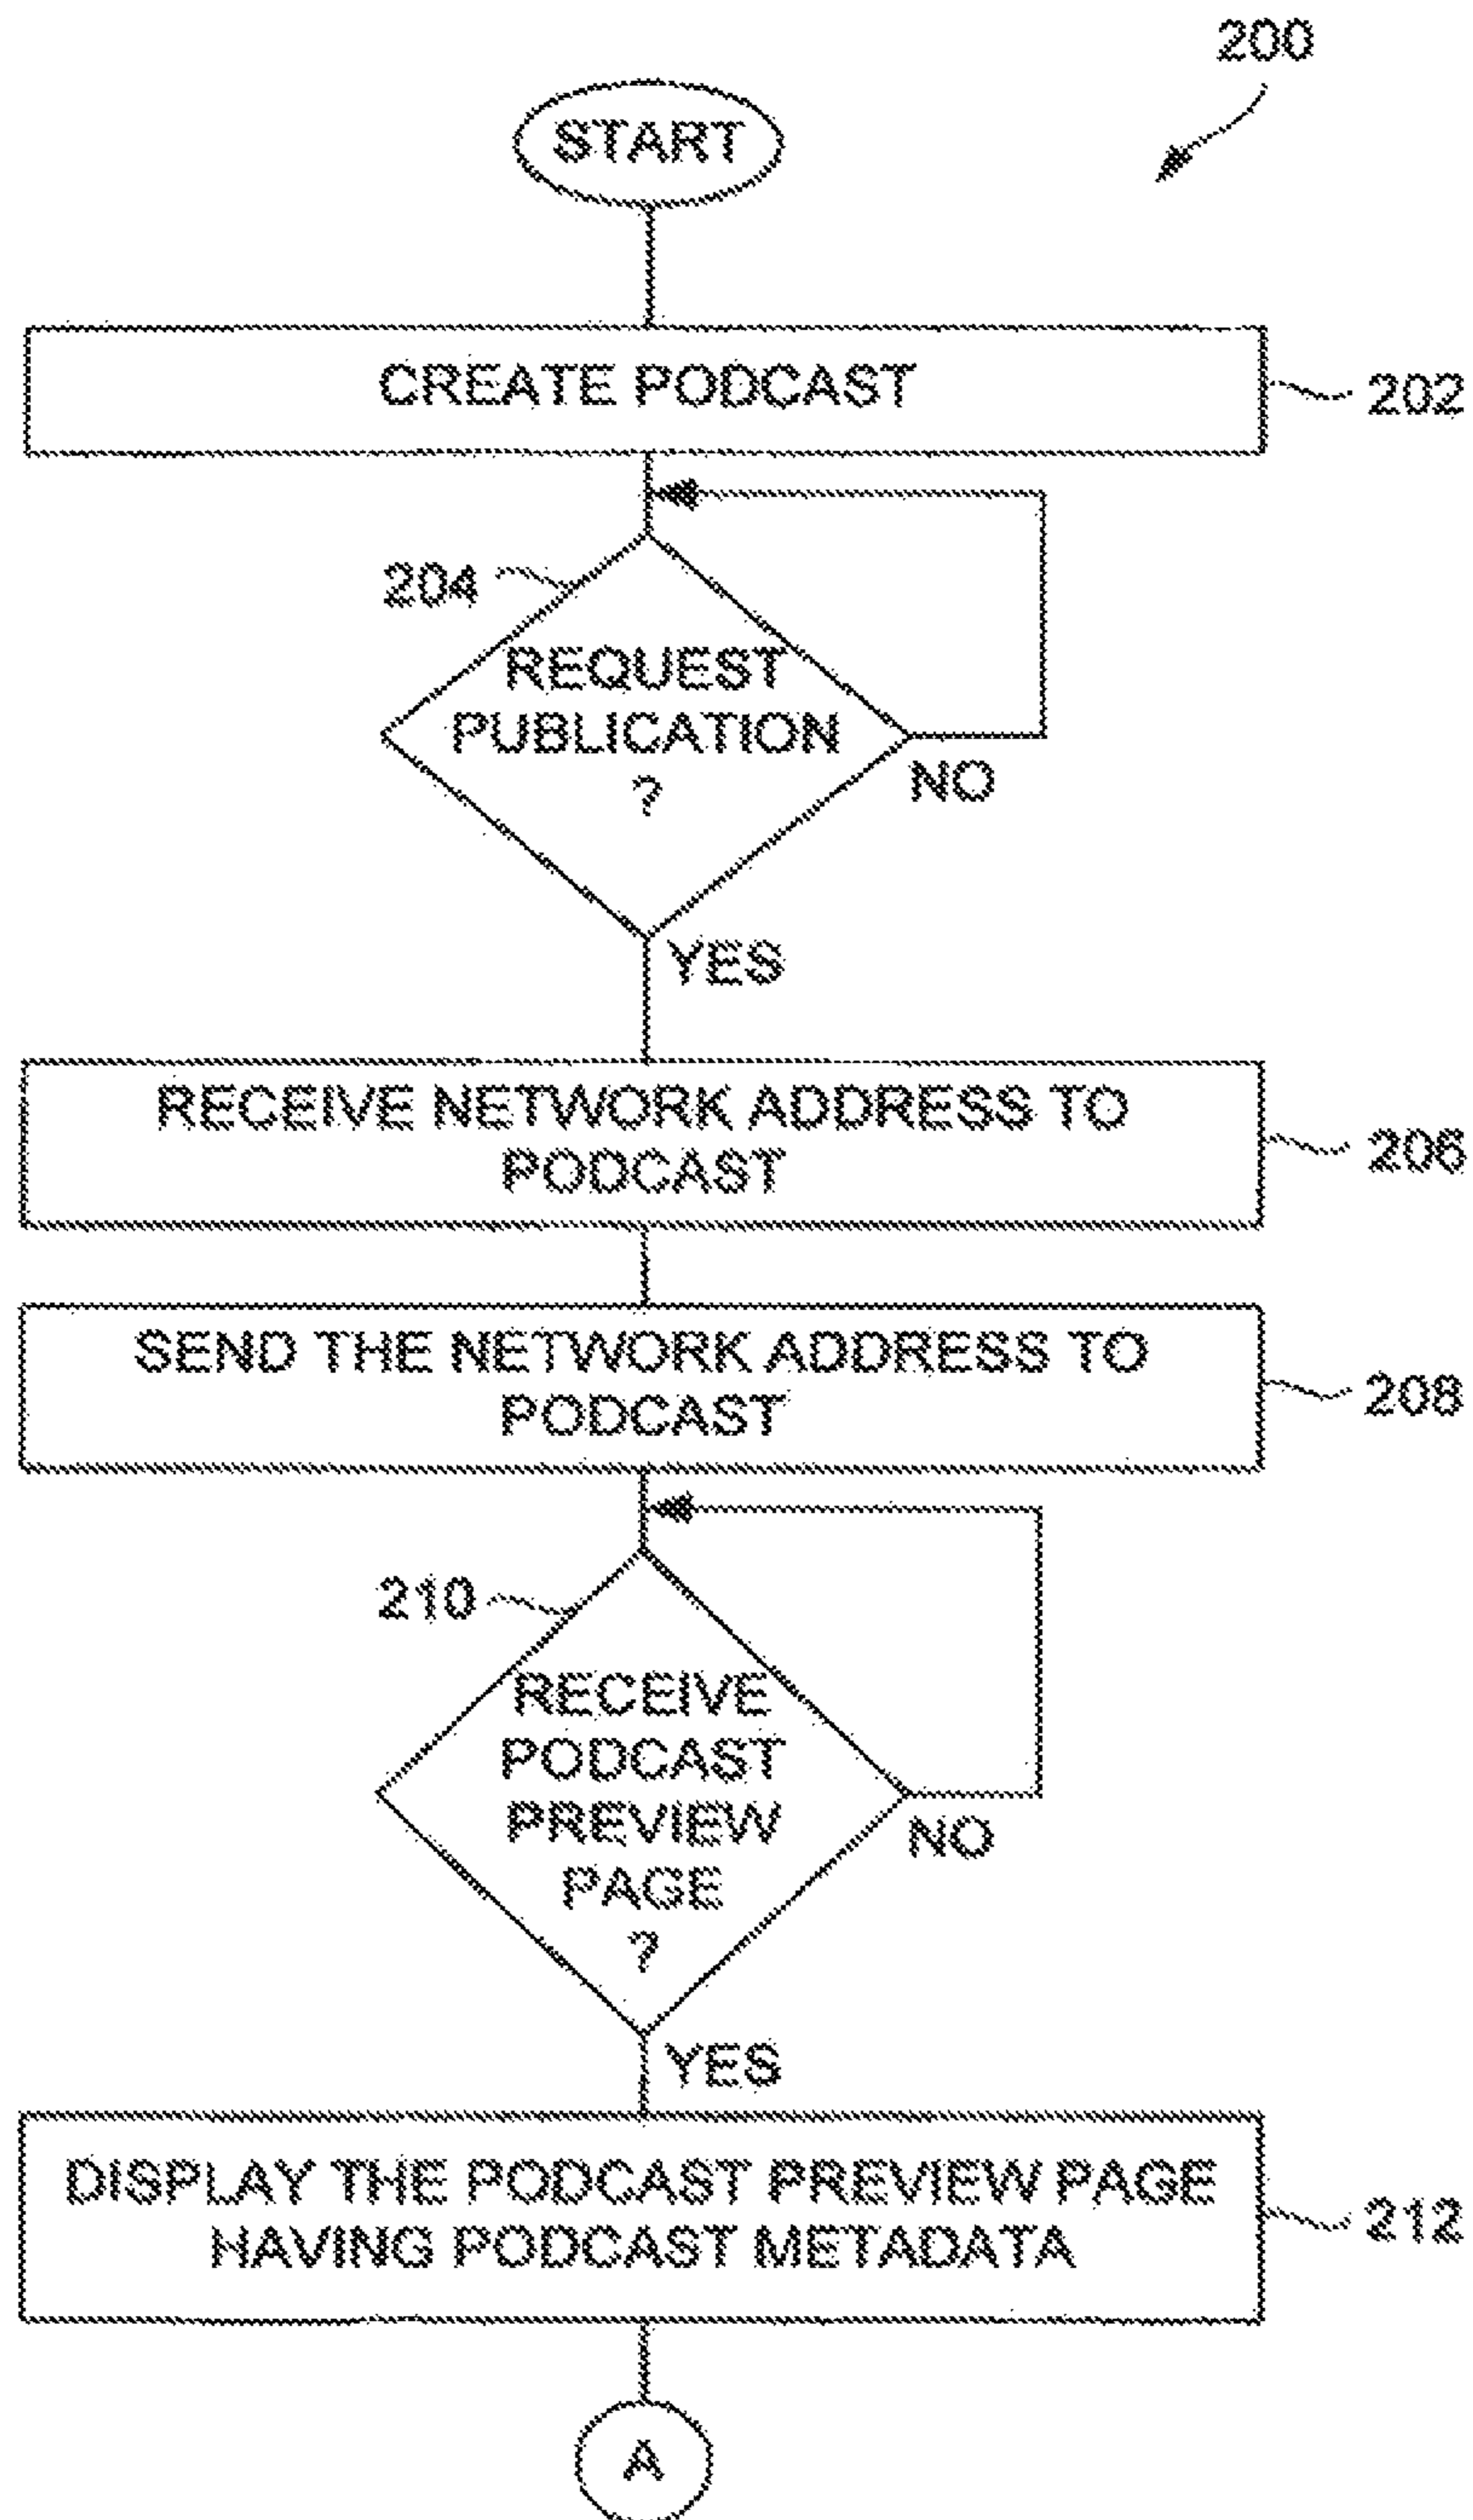 200
START
CREATE PODCAST
202
204
REQUEST
PUBLICATION
?
NO
YES
RECEIVE NETWORK ADDRESS TO
PODCAST
206
SEND THE NETWORK ADDRESS TO
PODCAST
208
210
RECEIVE
PODCAST
PREVIEW
PAGE
?
NO
YES
DISPLAY THE PODCAST PREVIEW PAGE
HAVING PODCAST METADATA
212
A